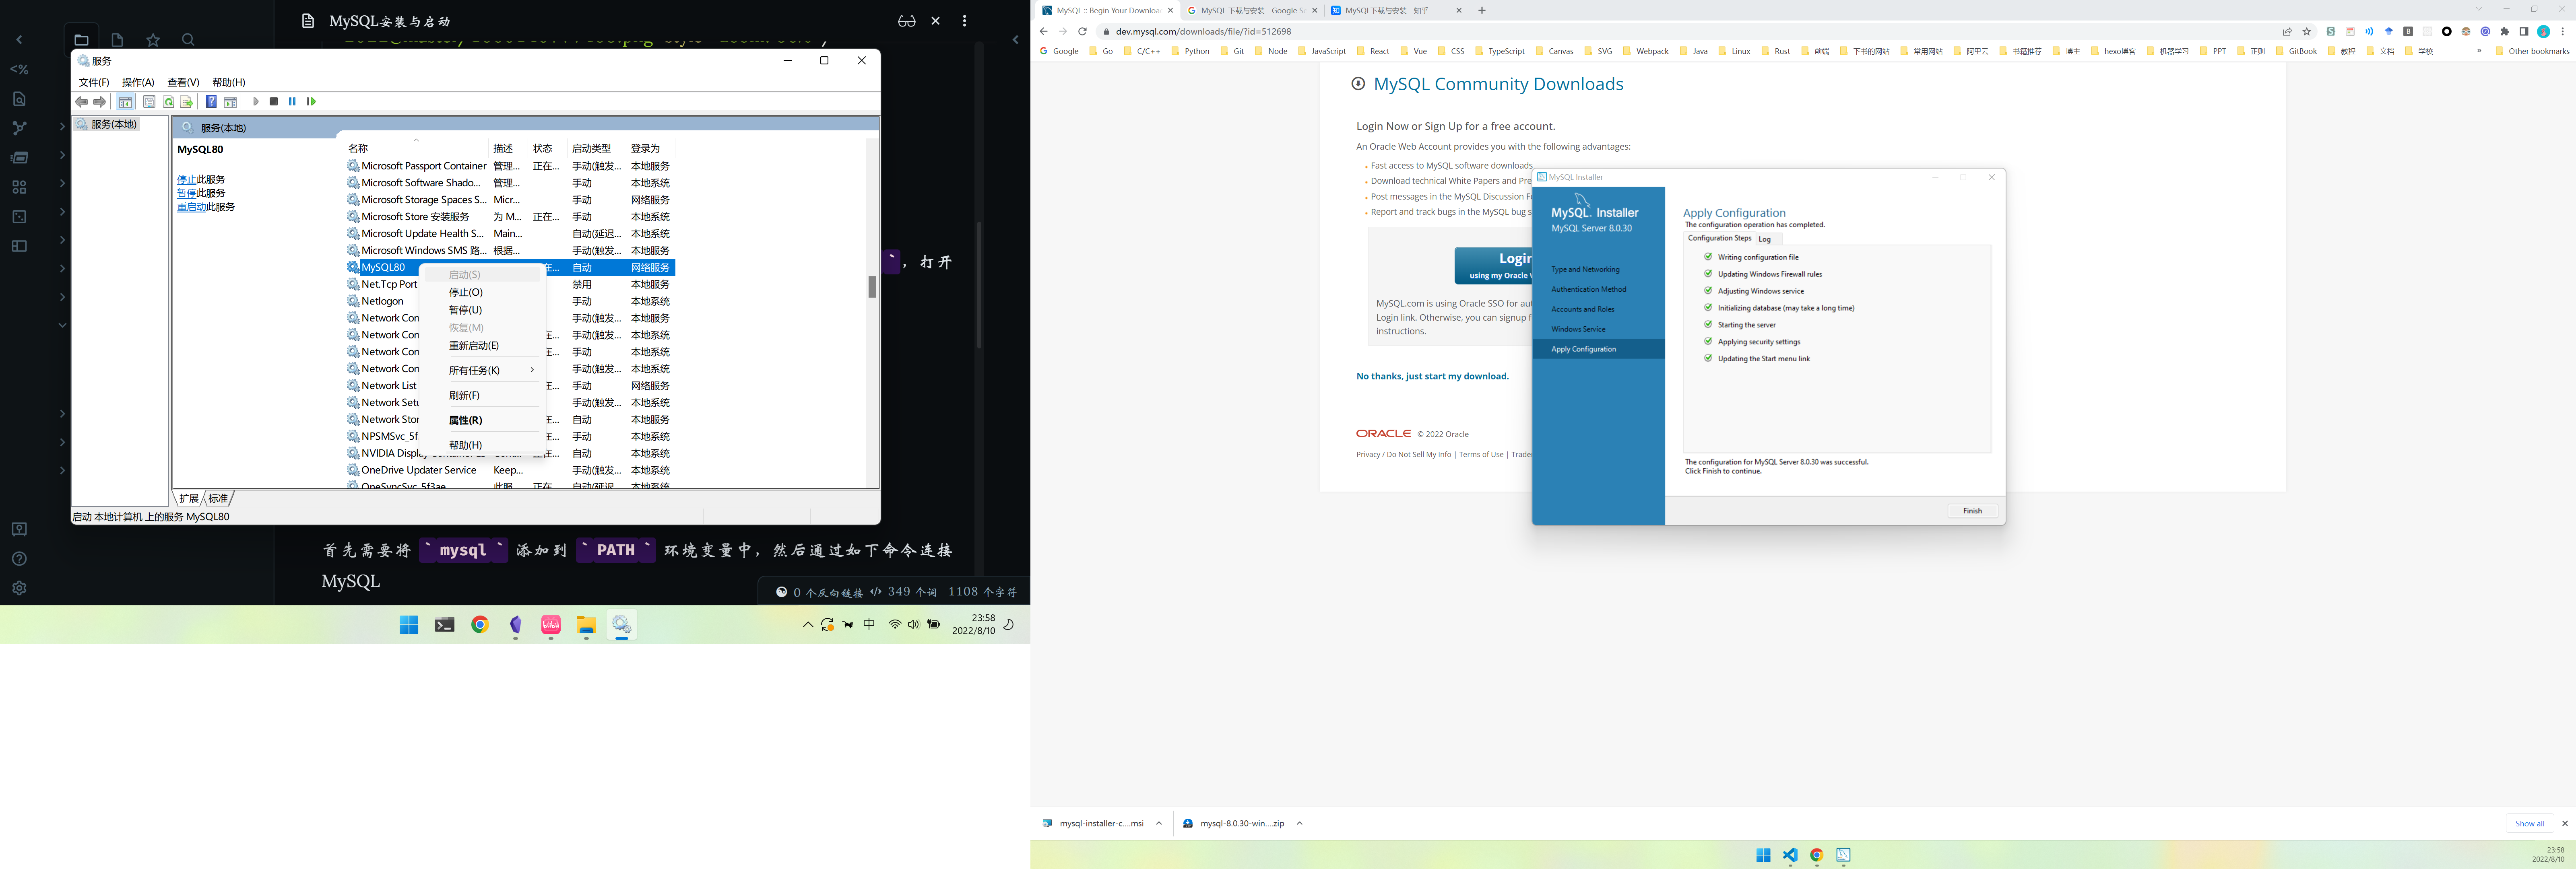 MySQL安装与启动
服务
文件(F) 操作(A) 查看(V) 帮助(H)
服务(本地)
服务(本地)
MySQL80
停止此服务
暂停此服务
重启动此服务
名称 描述 状态 启动类型 登录为
Microsoft Passport Container 管理... 正在... 手动(触发... 本地服务
Microsoft Software Shado... 管理... 手动 本地系统
Microsoft Storage Spaces S... Micr... 手动 网络服务
Microsoft Store 安装服务 为 M... 正在... 手动 本地系统
Microsoft Update Health S... Main... 自动(延迟... 本地系统
Microsoft Windows SMS 路... 根据... 手动(触发... 本地服务
MySQL80 在... 自动 网络服务
Net.Tcp Port 禁用 本地服务
Netlogon 手动 本地系统
Network Con 手动(触发... 本地服务
Network Con 在... 手动(触发... 本地系统
Network Con 在... 手动 本地系统
Network Con 手动(触发... 本地系统
Network List 在... 手动 网络服务
Network Setu 手动(触发... 本地系统
Network Stor 在... 自动 本地服务
NPSMSvc_5f 在... 手动 本地系统
NVIDIA Display 自动 本地系统
OneDrive Updater Service Keep... 手动(触发... 本地系统
OneSyncSvc_5f3ae 此服 正在 自动(延迟 本地系统
启动(S)
停止(O)
暂停(U)
恢复(M)
重新启动(E)
所有任务(K)
刷新(F)
属性(R)
帮助(H)
扩展 标准
启动 本地计算机 上的服务 MySQL80
`，打开
首先需要将 `mysql` 添加到 `PATH` 环境变量中，然后通过如下命令连接
MySQL
0 个反向链接 </> 349 个词 1108 个字符
中
23:58
2022/8/10
MySQL :: Begin Your Downloa MySQL 下载与安装 - Google Se MySQL下载与安装 - 知乎
dev.mysql.com/downloads/file/?id=512698
Google Go C/C++ Python Git Node JavaScript React Vue CSS TypeScript Canvas SVG Webpack Java Linux Rust 前端 下书的网站 常用网站 阿里云 书籍推荐 博主 hexo博客 机器学习 PPT 正则 GitBook 教程 文档 学校 » Other bookmarks
MySQL Community Downloads
Login Now or Sign Up for a free account.
An Oracle Web Account provides you with the following advantages:
Fast access to MySQL software downloads
Download technical White Papers and Pre
Post messages in the MySQL Discussion Fo
Report and track bugs in the MySQL bug s
Login
using my Oracle W
MySQL.com is using Oracle SSO for aut
Login link. Otherwise, you can signup f
instructions.
No thanks, just start my download.
ORACLE © 2022 Oracle
Privacy / Do Not Sell My Info | Terms of Use | Trade
MySQL Installer
MySQL. Installer
MySQL Server 8.0.30
Type and Networking
Authentication Method
Accounts and Roles
Windows Service
Apply Configuration
Apply Configuration
The configuration operation has completed.
Configuration Steps Log
Writing configuration file
Updating Windows Firewall rules
Adjusting Windows service
Initializing database (may take a long time)
Starting the server
Applying security settings
Updating the Start menu link
The configuration for MySQL Server 8.0.30 was successful.
Click Finish to continue.
Finish
mysql-installer-c....msi mysql-8.0.30-win....zip Show all
23:58
2022/8/10